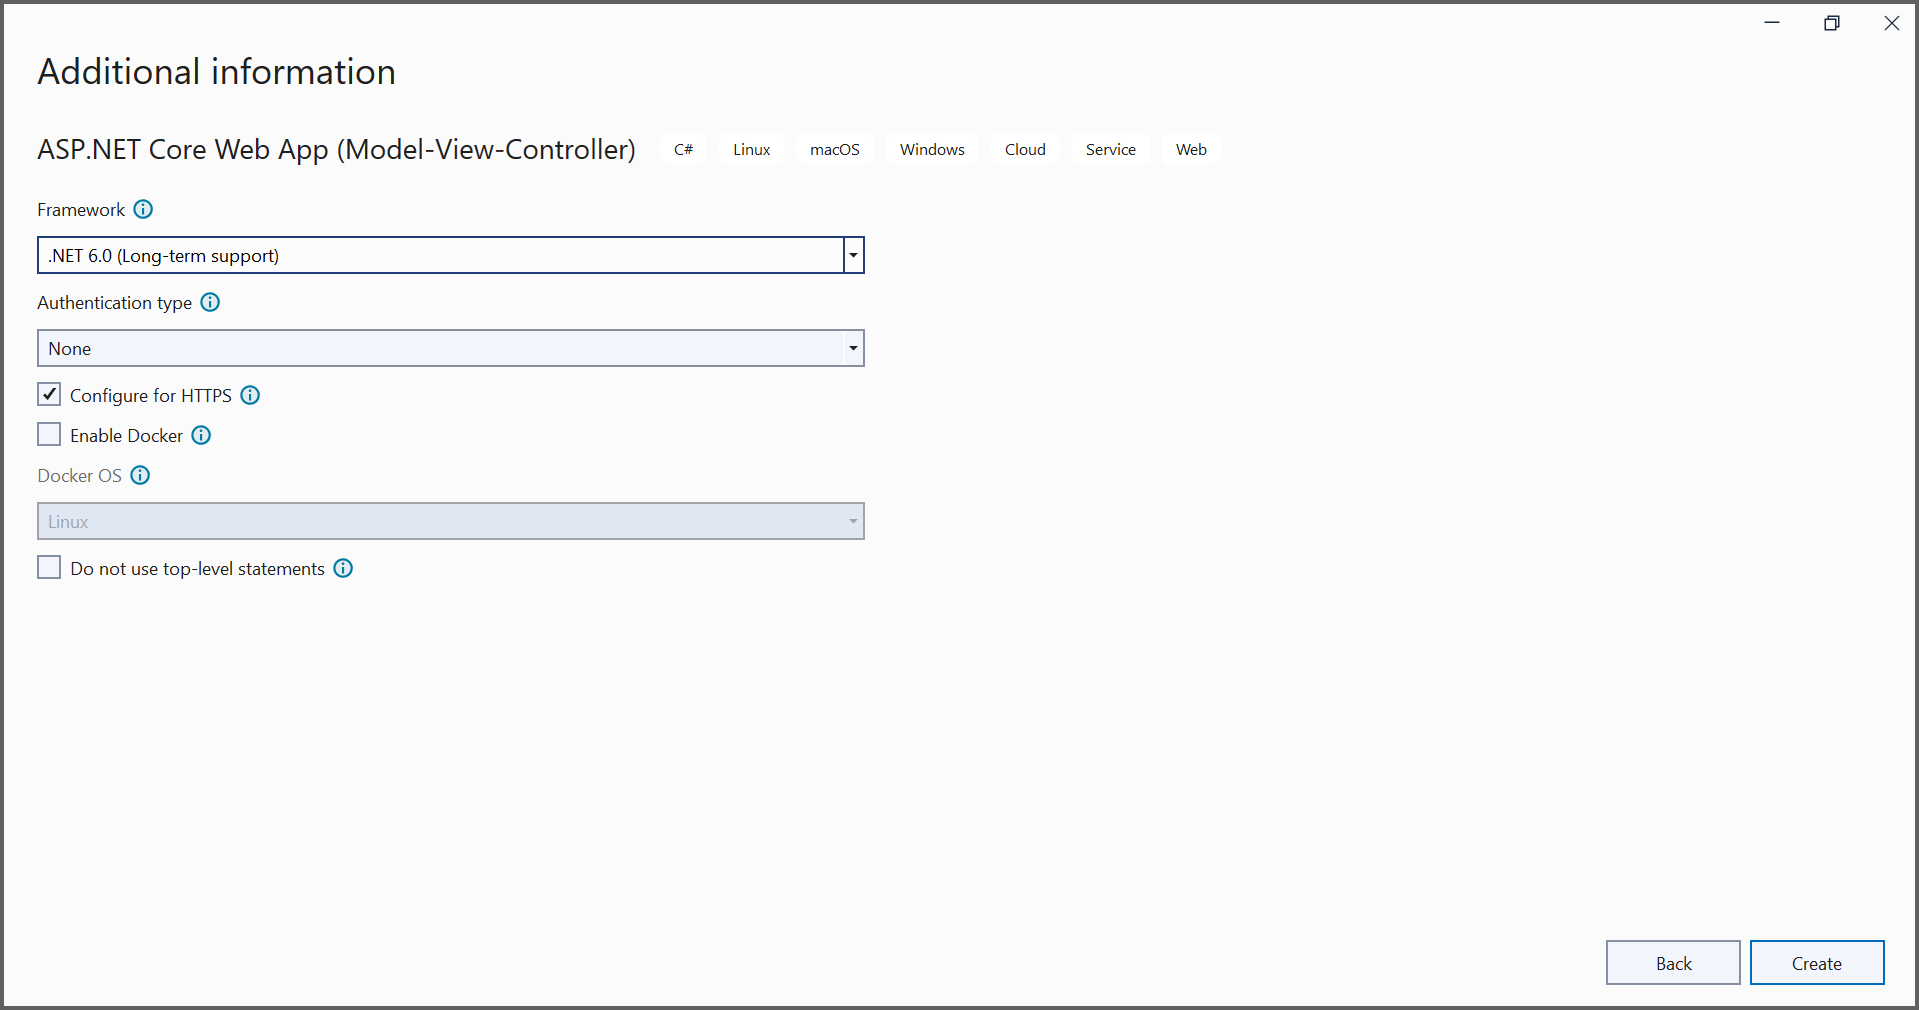 Additional information
ASP.NET Core Web App (Model-View-Controller) C# Linux macOS Windows Cloud Service Web
Framework
.NET 6.0 (Long-term support)
Authentication type
None
Configure for HTTPS
Enable Docker
Docker OS
Linux
Do not use top-level statements
Back Create